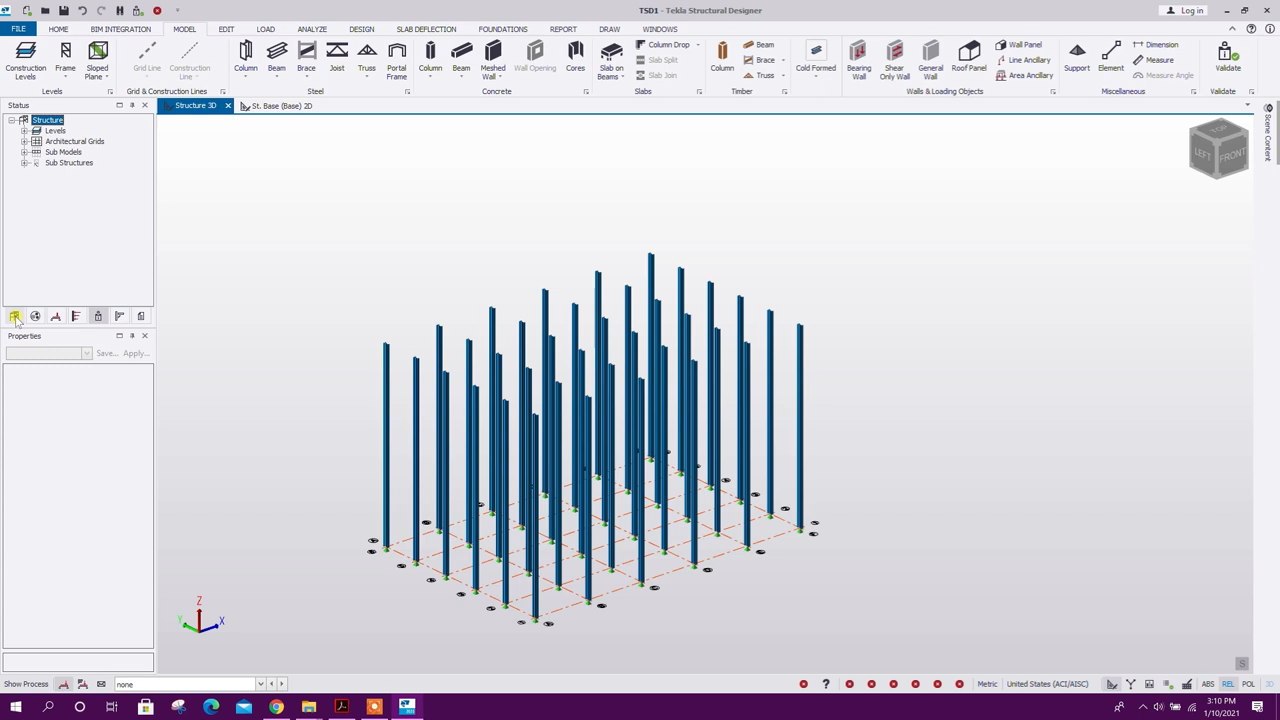 TSD1 - Tekla Structural Designer
Log in
FILE HOME BIM INTEGRATION MODEL EDIT LOAD ANALYZE DESIGN SLAB DEFLECTION FOUNDATIONS REPORT DRAW WINDOWS
Construction Levels
Frame
Sloped Plane
Levels
Grid Line
Construction Line
Grid & Construction Lines
Column
Beam
Brace
Joist
Truss
Portal Frame
Steel
Column
Beam
Meshed Wall
Wall Opening
Cores
Concrete
Slab on Beams
Column Drop
Slab Split
Slab Join
Slabs
Column
Beam
Brace
Truss
Timber
Cold Formed
Bearing Wall
Shear Only Wall
General Wall
Roof Panel
Wall Panel
Line Ancillary
Area Ancillary
Walls & Loading Objects
Support
Element
Dimension
Measure
Measure Angle
Miscellaneous
Validate
Validate
Status
Structure
Levels
Architectural Grids
Sub Models
Sub Structures
Structure 3D
St. Base (Base) 2D
Scene Content
TOP
LEFT
FRONT
Properties
Save... Apply...
Z
Y
X
S
Show Process
none
Metric
United States (ACI/AISC)
ABS REL POL 3D
3:10 PM
1/10/2021